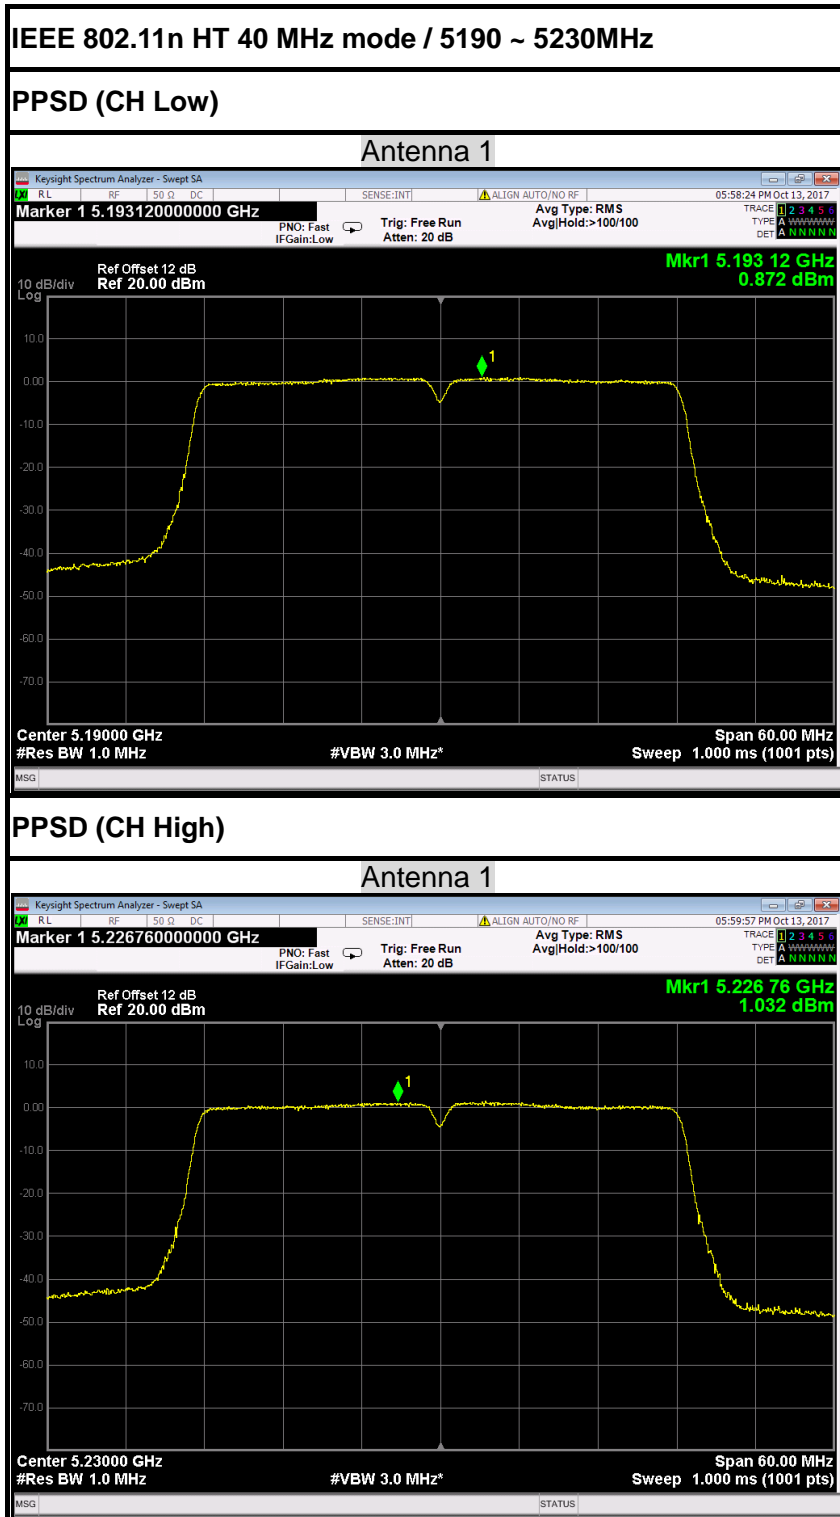 IEEE 802.11n HT 40 MHz mode / 5190 ~ 5230MHz
PPSD (CH Low)
Antenna 1
Keysight Spectrum Analyzer - Swept SA
LXI RL RF 50 Ω DC SENSE:INT ALIGN AUTO/NO RF 05:58:24 PM Oct 13, 2017
Marker 1 5.193120000000 GHz
PNO: Fast
IFGain:Low
Trig: Free Run
Atten: 20 dB
Avg Type: RMS
Avg|Hold:>100/100
TRACE 1 2 3 4 5 6
TYPE A WWWWW
DET A N N N N N
Mkr1 5.193 12 GHz
0.872 dBm
Ref Offset 12 dB
10 dB/div Ref 20.00 dBm
Log
1
10.0
0.00
-10.0
-20.0
-30.0
-40.0
-50.0
-60.0
-70.0
Center 5.19000 GHz Span 60.00 MHz
#Res BW 1.0 MHz #VBW 3.0 MHz* Sweep 1.000 ms (1001 pts)
MSG STATUS
PPSD (CH High)
Antenna 1
Keysight Spectrum Analyzer - Swept SA
LXI RL RF 50 Ω DC SENSE:INT ALIGN AUTO/NO RF 05:59:57 PM Oct 13, 2017
Marker 1 5.226760000000 GHz
PNO: Fast
IFGain:Low
Trig: Free Run
Atten: 20 dB
Avg Type: RMS
Avg|Hold:>100/100
TRACE 1 2 3 4 5 6
TYPE A WWWWW
DET A N N N N N
Mkr1 5.226 76 GHz
1.032 dBm
Ref Offset 12 dB
10 dB/div Ref 20.00 dBm
Log
1
10.0
0.00
-10.0
-20.0
-30.0
-40.0
-50.0
-60.0
-70.0
Center 5.23000 GHz Span 60.00 MHz
#Res BW 1.0 MHz #VBW 3.0 MHz* Sweep 1.000 ms (1001 pts)
MSG STATUS